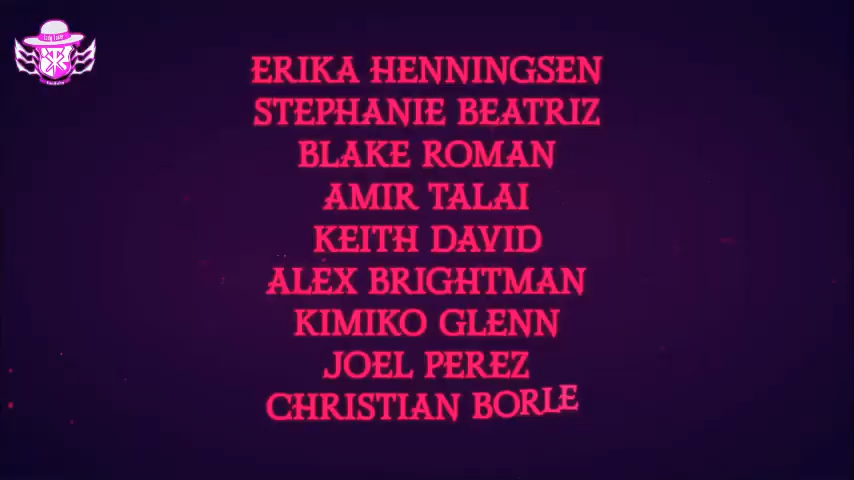 ERIKA HENNINGSEN
STEPHANIE BEATRIZ
BLAKE ROMAN
AMIR TALAI
KEITH DAVID
ALEX BRIGHTMAN
KIMIKO GLENN
JOEL PEREZ
CHRISTIAN BORLE